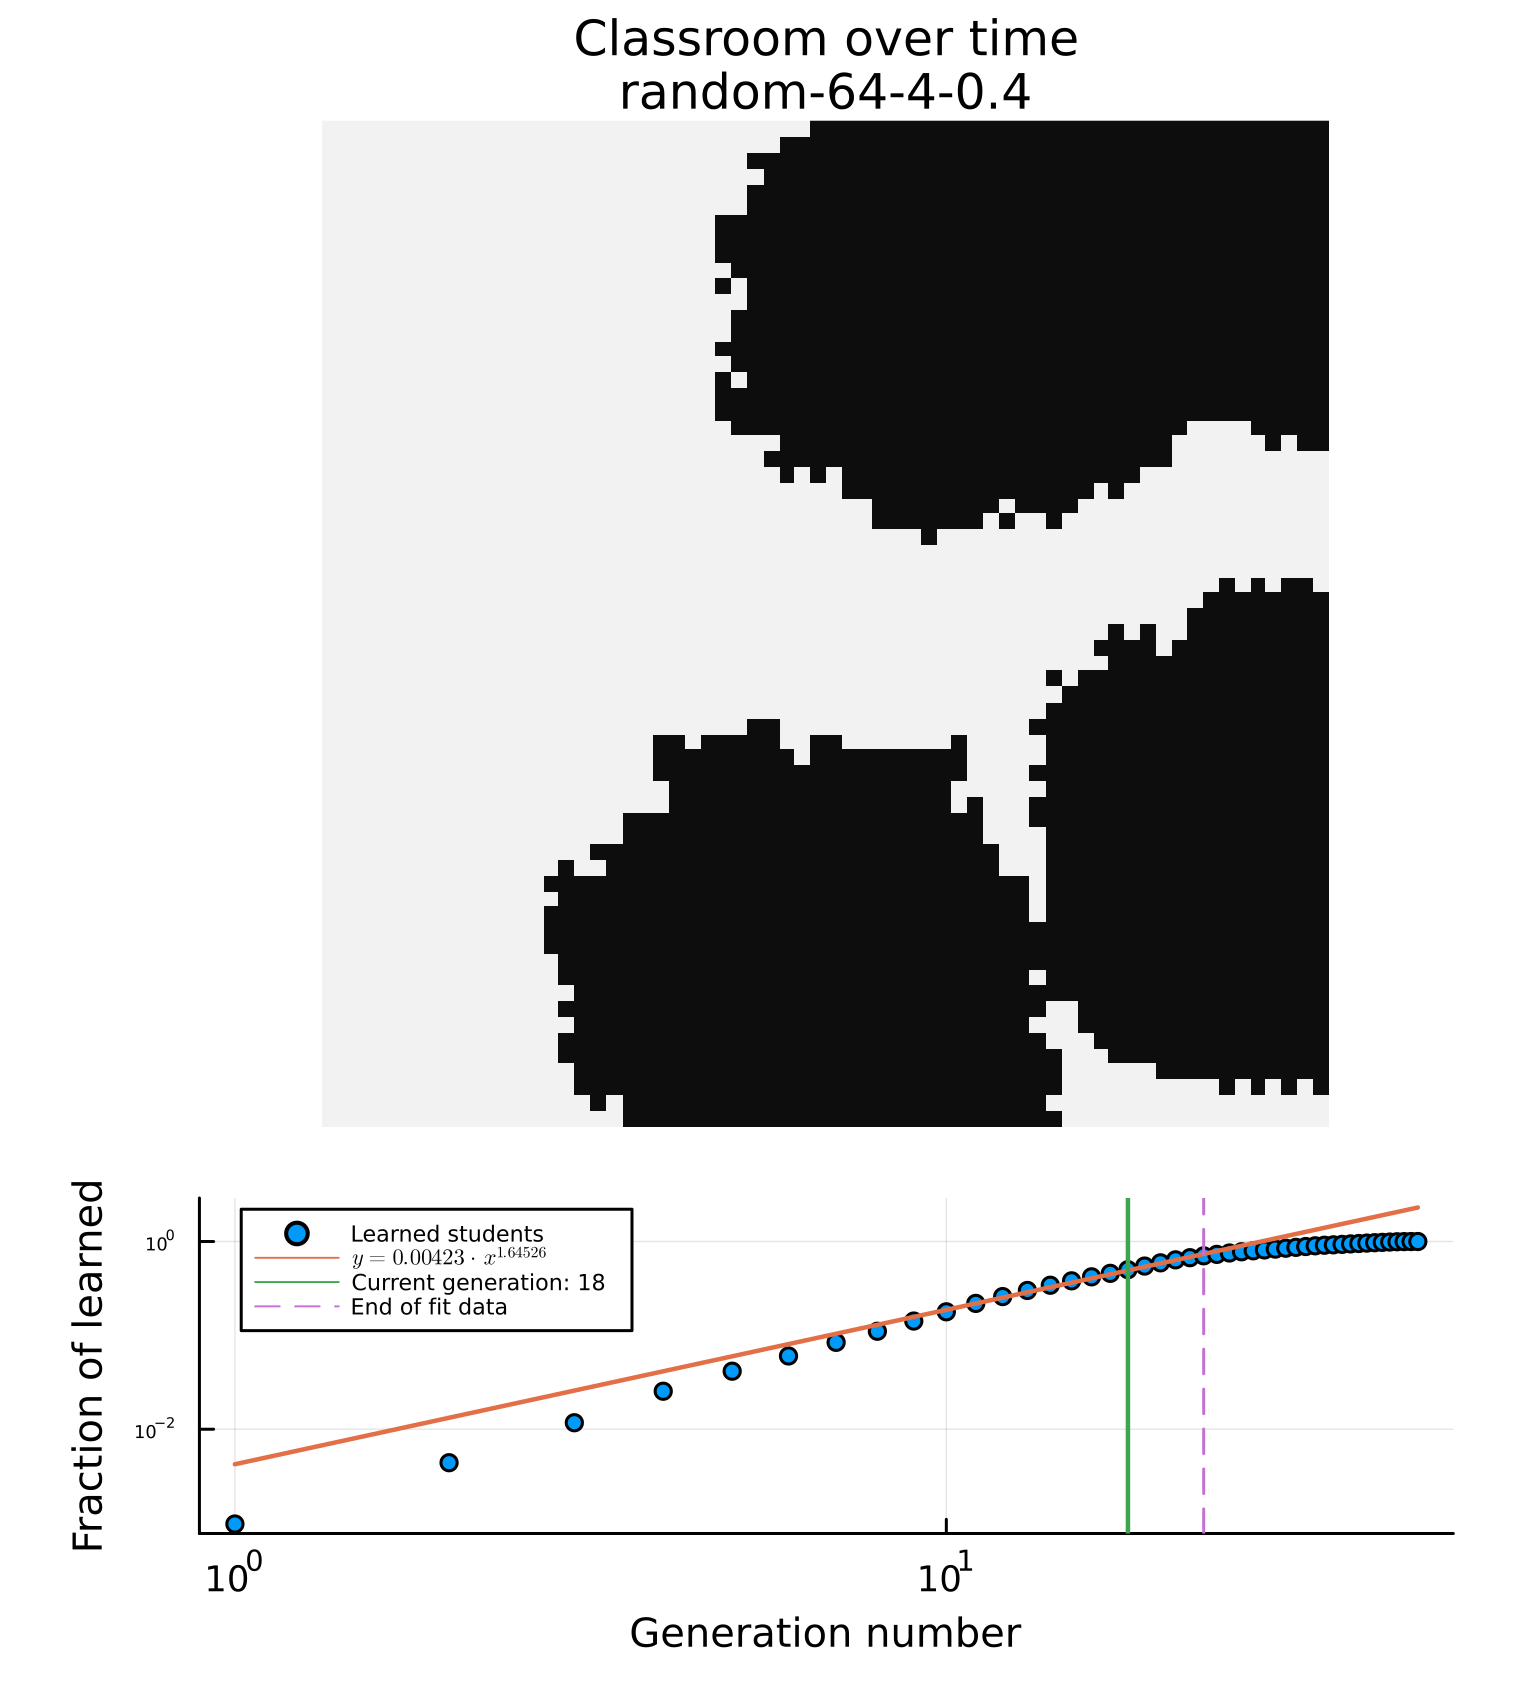 Classroom over time
random-64-4-0.4
Learned students
y = 0.00423 · x^1.64526
Current generation: 18
End of fit data
Fraction of learned
10^0
10^−2
10^0
10^1
Generation number